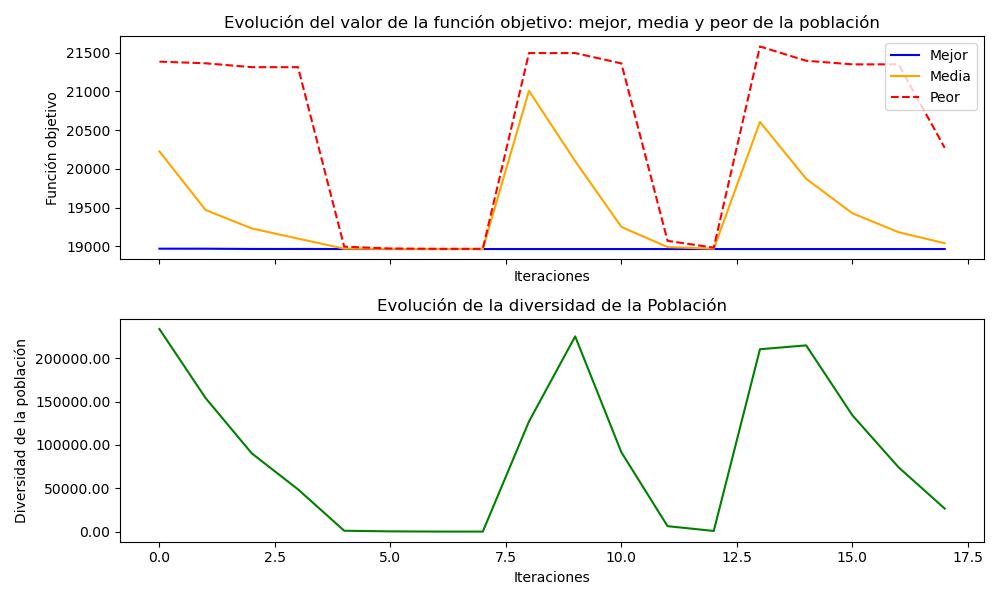 Evolución del valor de la función objetivo: mejor, media y peor de la población
Función objetivo
21500
21000
20500
20000
19500
19000
Mejor
Media
Peor
Iteraciones
Evolución de la diversidad de la Población
Diversidad de la población
200000.00
150000.00
100000.00
50000.00
0.00
0.0 2.5 5.0 7.5 10.0 12.5 15.0 17.5
Iteraciones